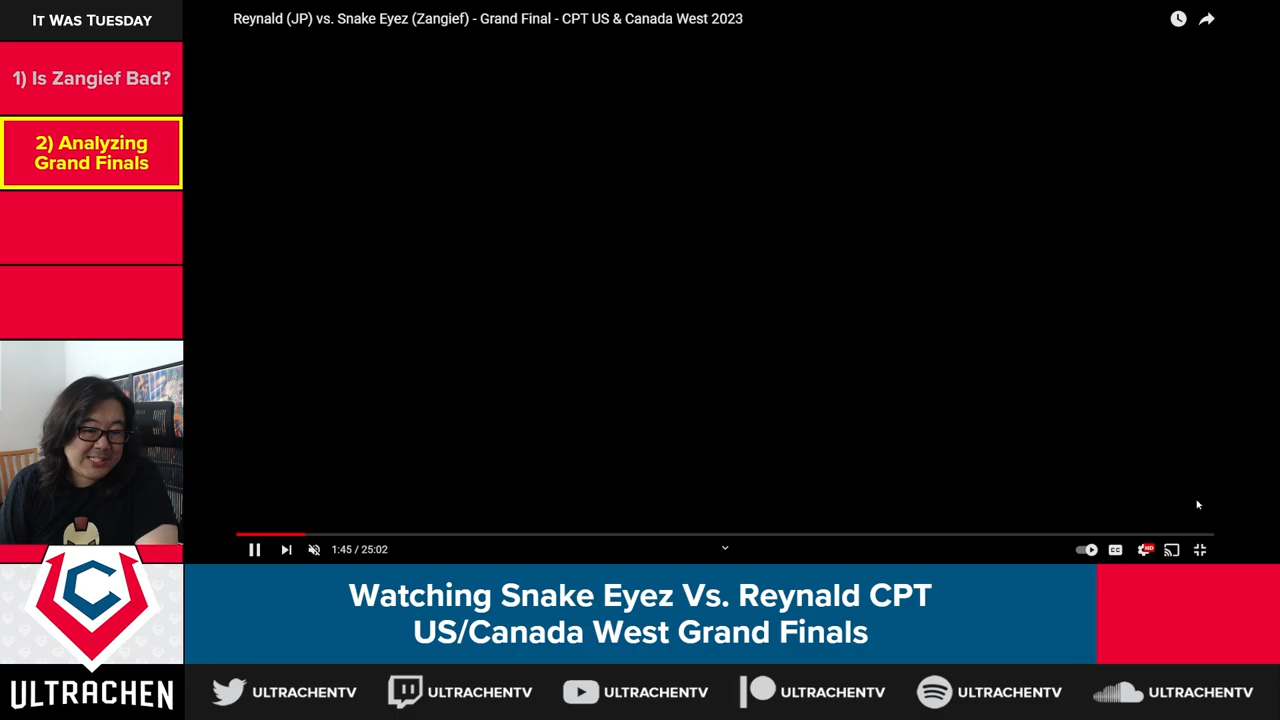 IT WAS TUESDAY
Reynald (JP) vs. Snake Eyez (Zangief) - Grand Final - CPT US & Canada West 2023
1) Is Zangief Bad?
2) Analyzing
Grand Finals
1:45 / 25:02
CC
HD
Watching Snake Eyez Vs. Reynald CPT
US/Canada West Grand Finals
C
ULTRACHEN
ULTRACHENTV
ULTRACHENTV
ULTRACHENTV
ULTRACHENTV
ULTRACHENTV
ULTRACHENTV